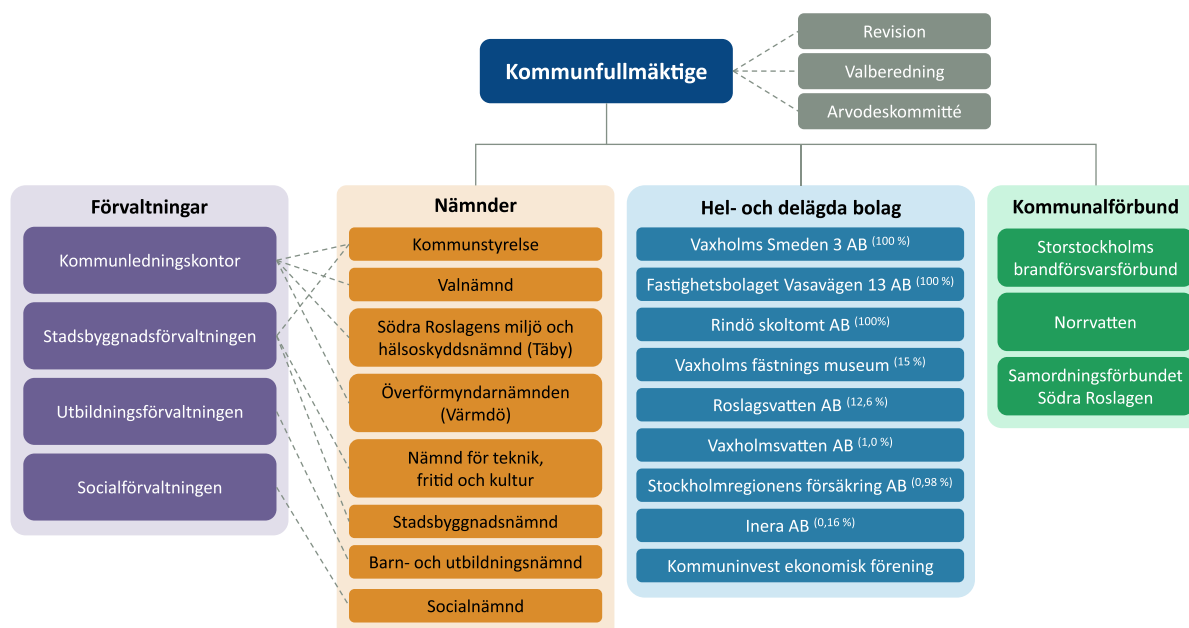 Kommunfullmäktige
Revision
Valberedning
Arvodeskommitté
Förvaltningar
Kommunledningskontor
Stadsbyggnadsförvaltningen
Utbildningsförvaltningen
Socialförvaltningen
Nämnder
Kommunstyrelse
Valnämnd
Södra Roslagens miljö och
hälsoskyddsnämnd (Täby)
Överförmyndarnämnden
(Värmdö)
Nämnd för teknik,
fritid och kultur
Stadsbyggnadsnämnd
Barn- och utbildningsnämnd
Socialnämnd
Hel- och delägda bolag
Vaxholms Smeden 3 AB (100 %)
Fastighetsbolaget Vasavägen 13 AB (100 %)
Rindö skoltomt AB (100%)
Vaxholms fästnings museum (15 %)
Roslagsvatten AB (12,6 %)
Vaxholmsvatten AB (1,0 %)
Stockholmregionens försäkring AB (0,98 %)
Inera AB (0,16 %)
Kommuninvest ekonomisk förening
Kommunalförbund
Storstockholms
brandförsvarsförbund
Norrvatten
Samordningsförbundet
Södra Roslagen